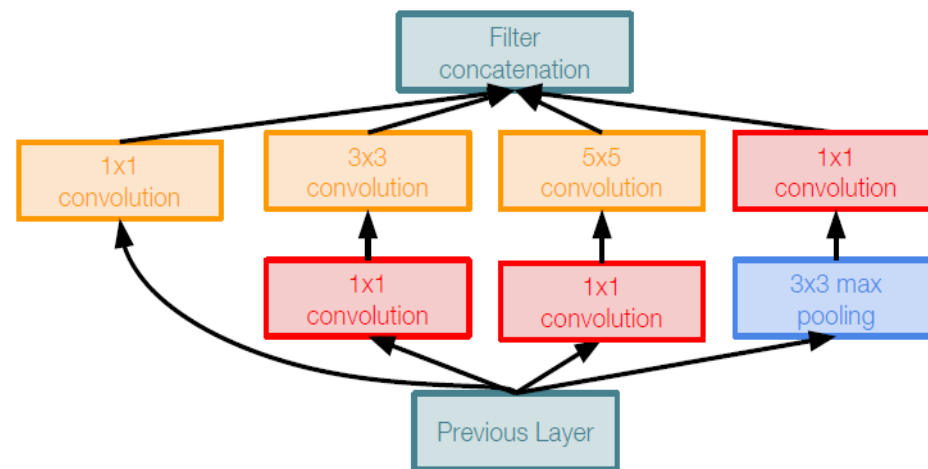 Filter
concatenation
1x1
convolution
3x3
convolution
5x5
convolution
1x1
convolution
1x1
convolution
1x1
convolution
3x3 max
pooling
Previous Layer